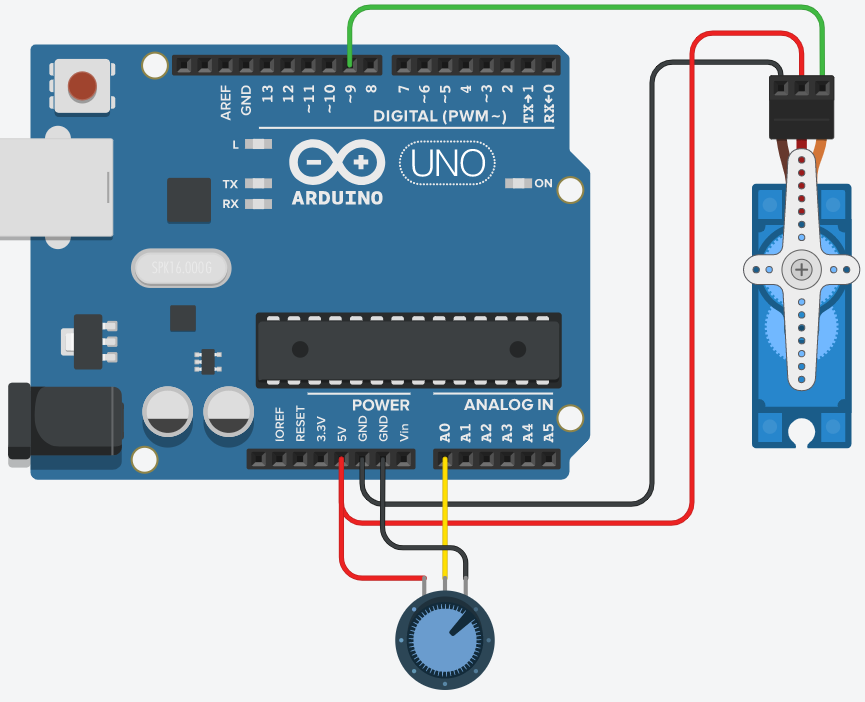 AREF
GND
13
12
~11
~10
~9
8
7
~6
~5
4
~3
2
TX→1
RX←0
DIGITAL (PWM~)
L
TX
RX
ARDUINO
UNO
ON
SPK16.000G
POWER
ANALOG IN
IOREF
RESET
3.3V
5V
GND
GND
Vin
A0
A1
A2
A3
A4
A5